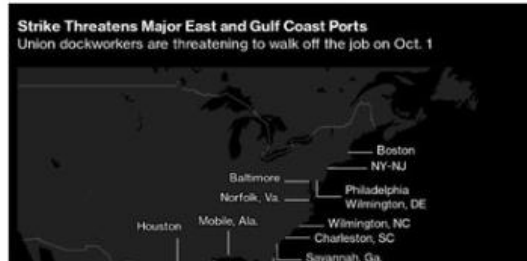 Strike Threatens Major East and Gulf Coast Ports
Union dockworkers are threatening to walk off the job on Oct. 1
Boston
NY-NJ
Baltimore
Philadelphia
Wilmington, DE
Norfolk, Va.
Mobile, Ala.
Houston
Wilmington, NC
Charleston, SC
Savannah, Ga.